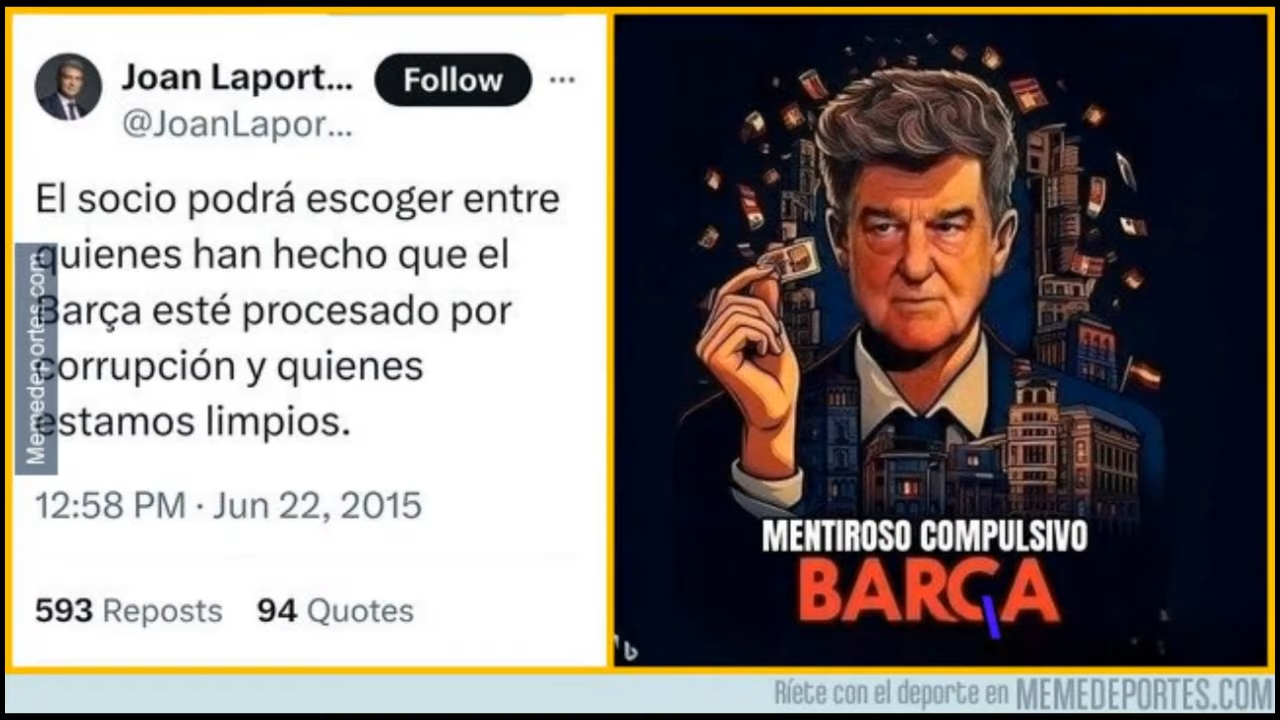 Joan Laport...
Follow
@JoanLapor...
El socio podrá escoger entre
quienes han hecho que el
Barça esté procesado por
corrupción y quienes
estamos limpios.
12:58 PM · Jun 22, 2015
593 Reposts 94 Quotes
Memedeportes.com
MENTIROSO COMPULSIVO
BARÇA
Ríete con el deporte en MEMEDEPORTES.COM